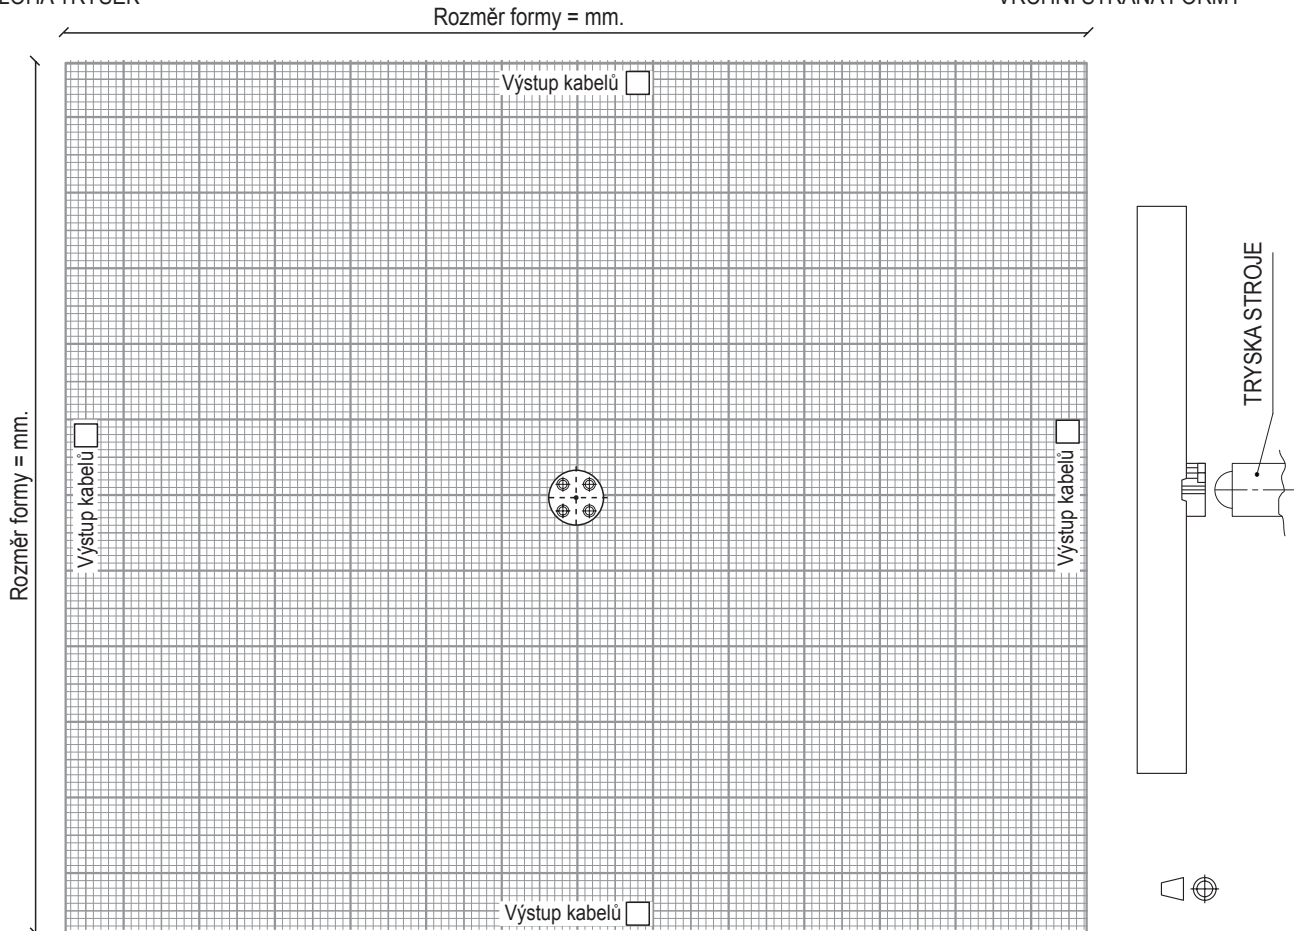 Rozměr formy = mm.
Výstup kabelů
Rozměr formy = mm.
Výstup kabelů
Výstup kabelů
TRYSKA STROJE
Výstup kabelů